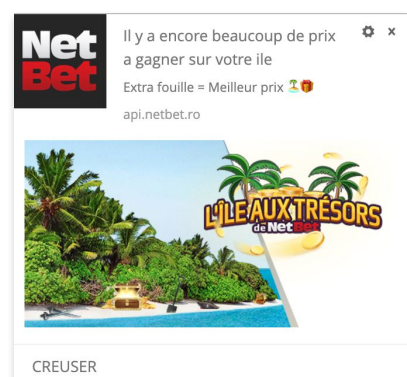 Net
Bet
Il y a encore beaucoup de prix
a gagner sur votre ile
Extra fouille = Meilleur prix 🏝️🎁
api.netbet.ro
L'ÎLE AUX TRÉSORS
de NetBet
CREUSER